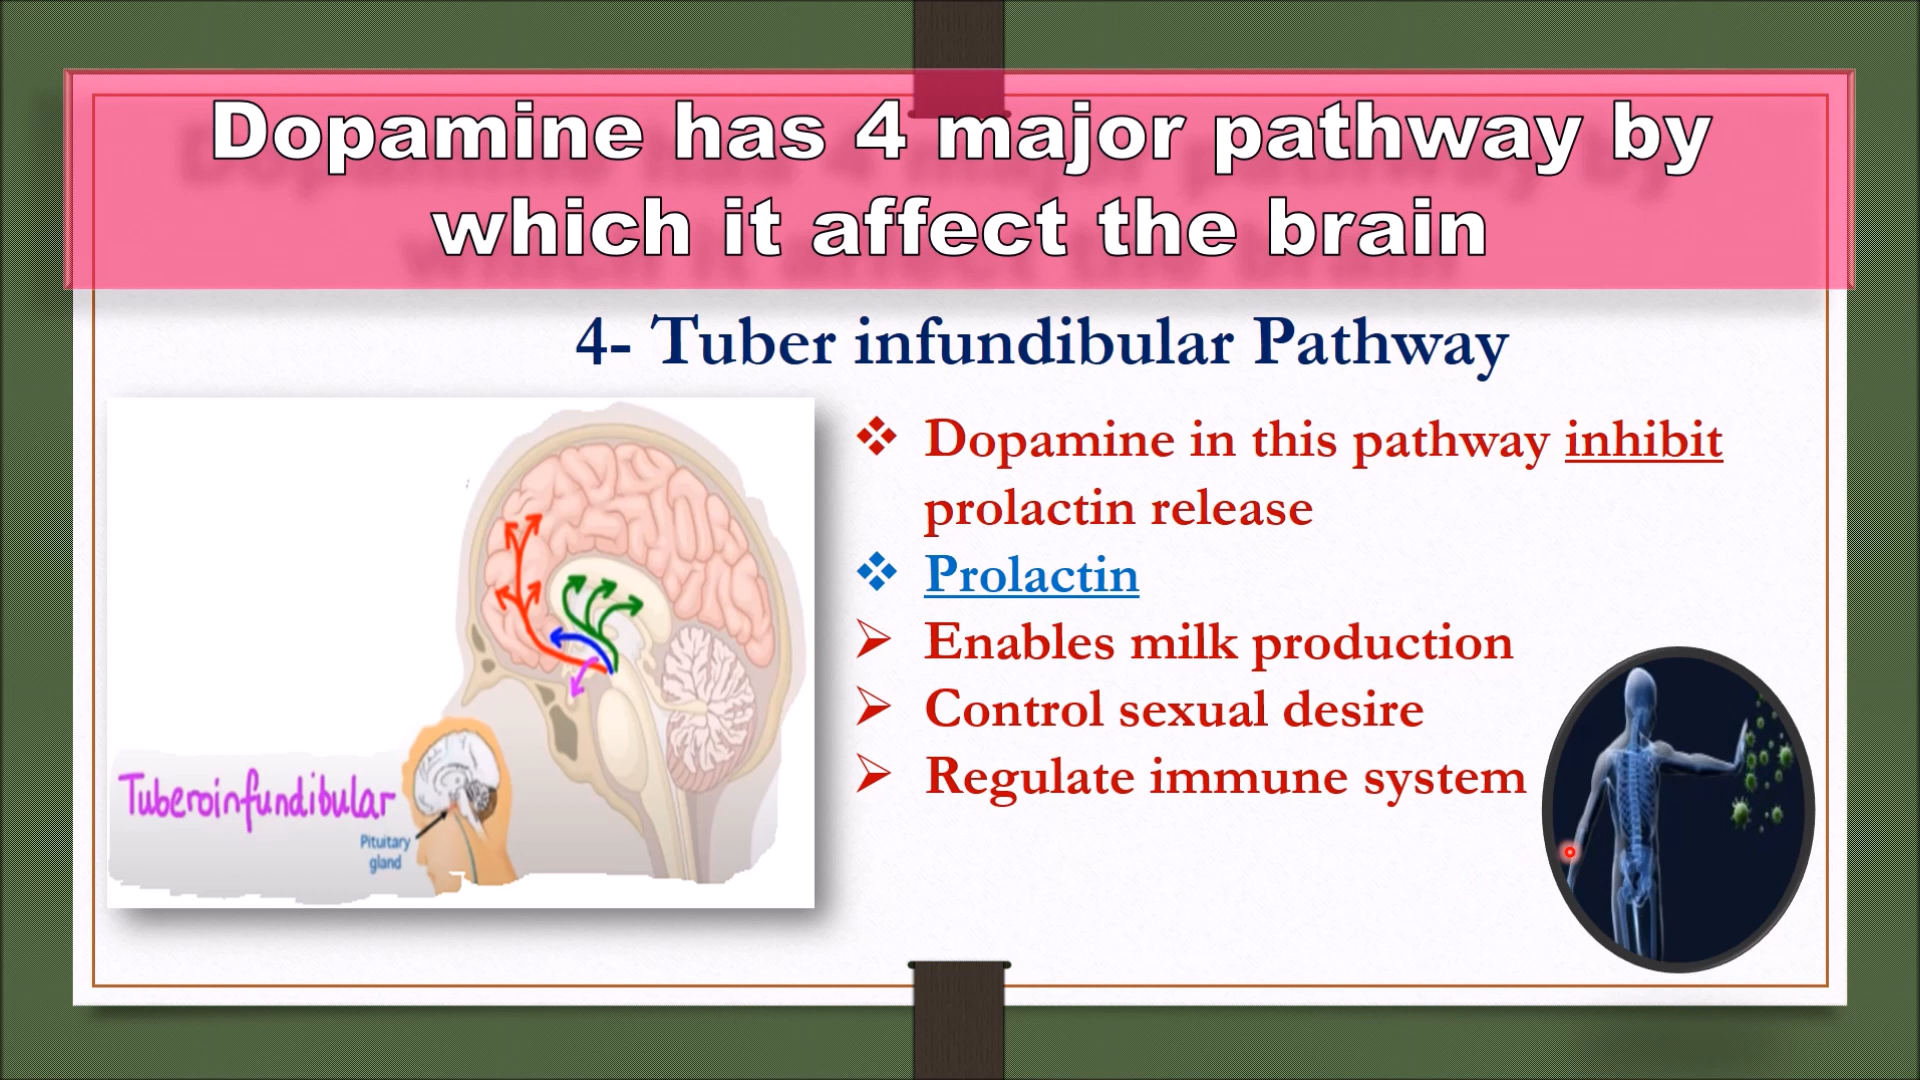 Dopamine has 4 major pathway by
which it affect the brain
4- Tuber infundibular Pathway
Dopamine in this pathway inhibit
prolactin release
Prolactin
Enables milk production
Control sexual desire
Regulate immune system
Tuberoinfundibular
Pituitary
gland